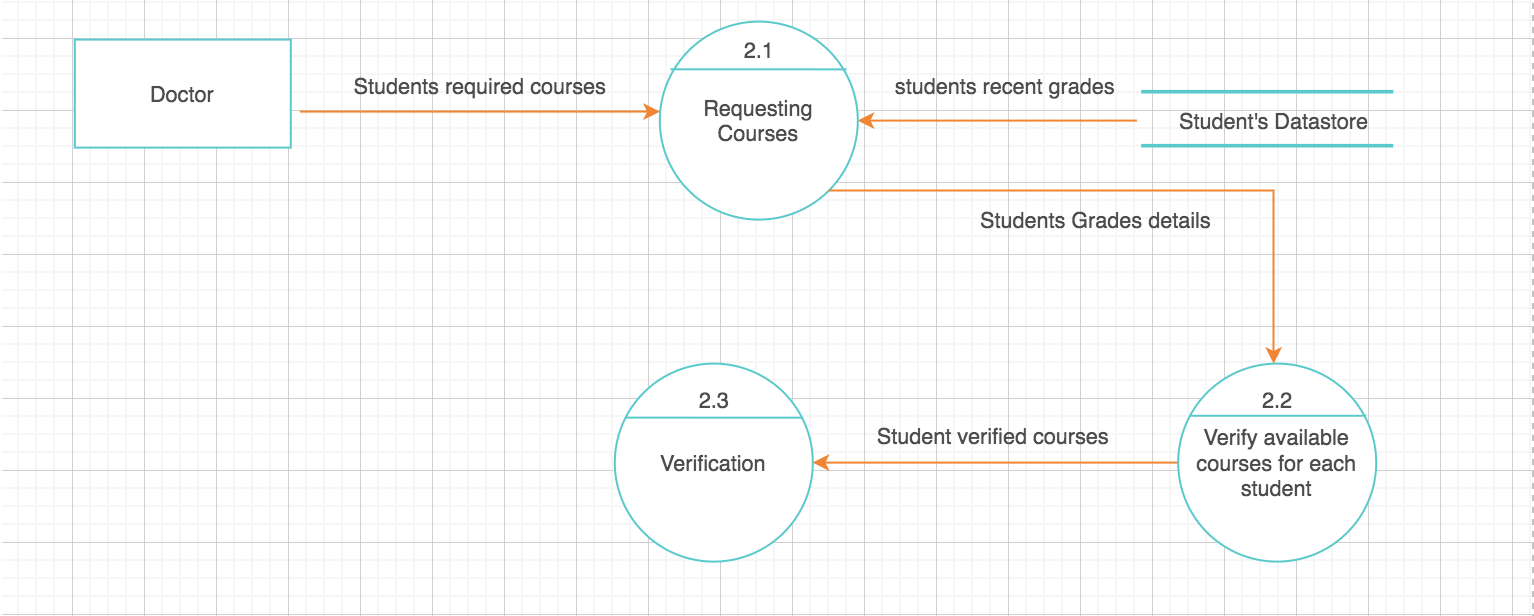 2.1
Doctor
Students required courses
Requesting
Courses
students recent grades
Student's Datastore
Students Grades details
2.3
Verification
Student verified courses
2.2
Verify available
courses for each
student